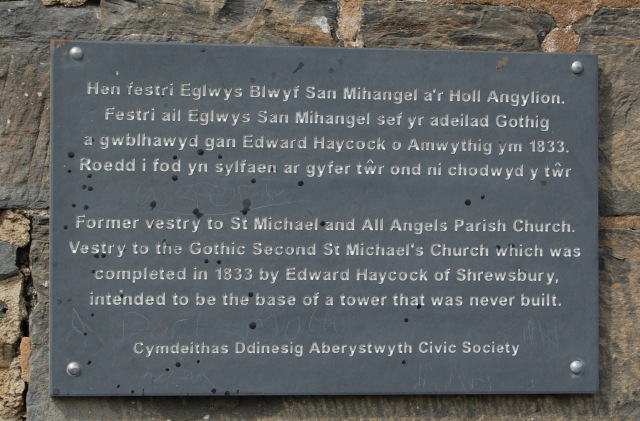 Hen festri Eglwys Blwyf San Mihangel a'r Holl Angylion.
Festri ail Eglwys San Mihangel sef yr adeilad Gothig
a gwblhawyd gan Edward Haycock o Amwythig ym 1833.
Roedd i fod yn sylfaen ar gyfer tŵr ond ni chodwyd y tŵr
Former vestry to St Michael and All Angels Parish Church.
Vestry to the Gothic Second St Michael's Church which was
completed in 1833 by Edward Haycock of Shrewsbury,
intended to be the base of a tower that was never built.
Cymdeithas Ddinesig Aberystwyth Civic Society